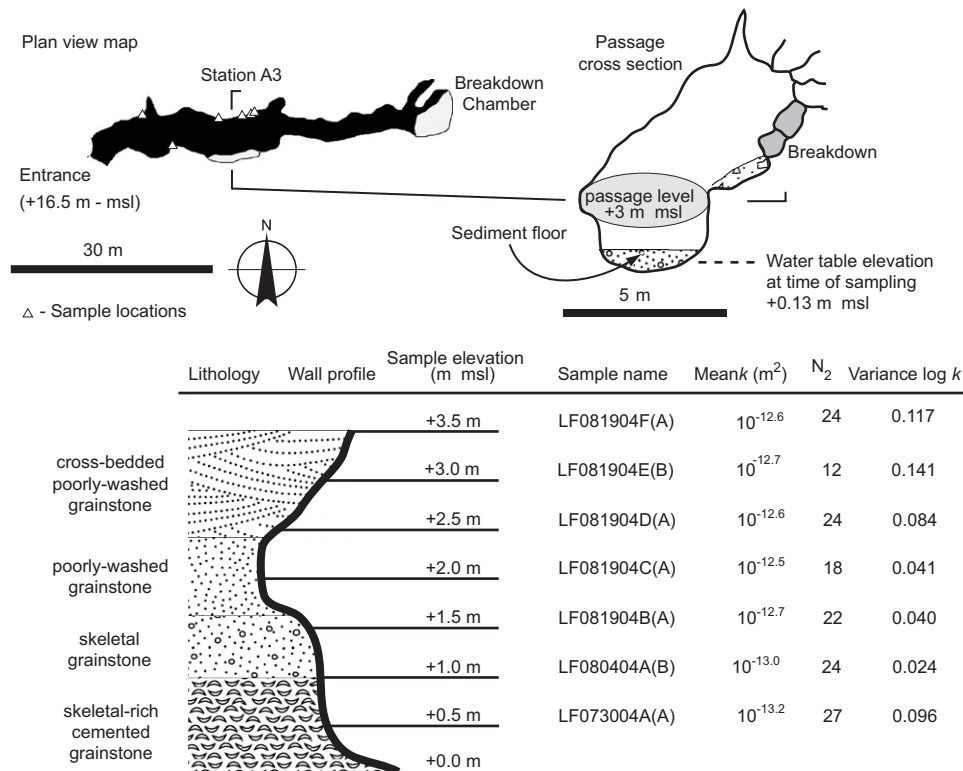 Plan view map
Station A3
Breakdown
Chamber
Entrance
(+16.5 m - msl)
30 m
N
△ - Sample locations
Passage
cross section
Breakdown
passage level
+3 m msl
Sediment floor
Water table elevation
at time of sampling
+0.13 m msl
5 m
Lithology Wall profile Sample elevation (m msl) Sample name Meank (m²) N₂ Variance log k
+3.5 m LF081904F(A) 10^-12.6 24 0.117
cross-bedded
poorly-washed
grainstone
+3.0 m LF081904E(B) 10^-12.7 12 0.141
+2.5 m LF081904D(A) 10^-12.6 24 0.084
poorly-washed
grainstone
+2.0 m LF081904C(A) 10^-12.5 18 0.041
+1.5 m LF081904B(A) 10^-12.7 22 0.040
skeletal
grainstone
+1.0 m LF080404A(B) 10^-13.0 24 0.024
skeletal-rich
cemented
grainstone
+0.5 m LF073004A(A) 10^-13.2 27 0.096
+0.0 m